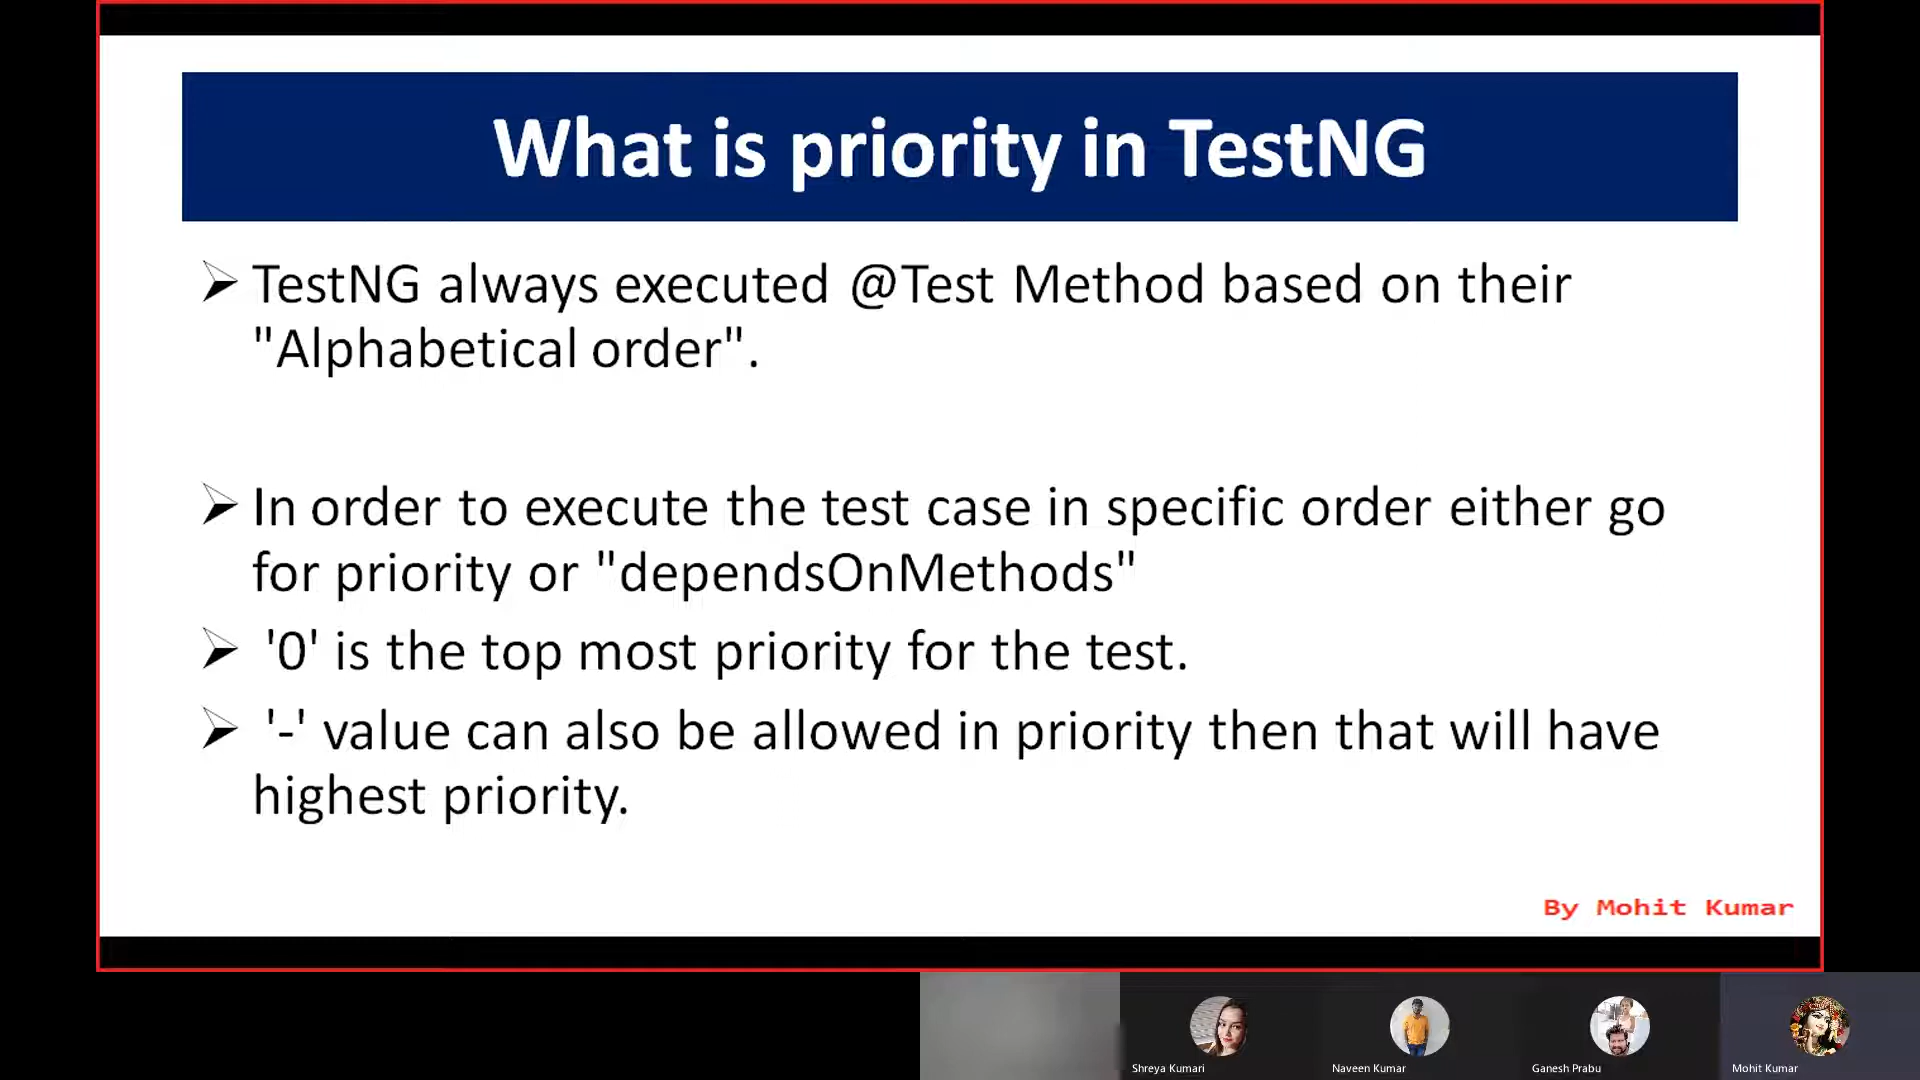 What is priority in TestNG
TestNG always executed @Test Method based on their
"Alphabetical order".
In order to execute the test case in specific order either go
for priority or "dependsOnMethods"
'0' is the top most priority for the test.
'-' value can also be allowed in priority then that will have
highest priority.
By Mohit Kumar
Shreya Kumari
Naveen Kumar
Ganesh Prabu
Mohit Kumar